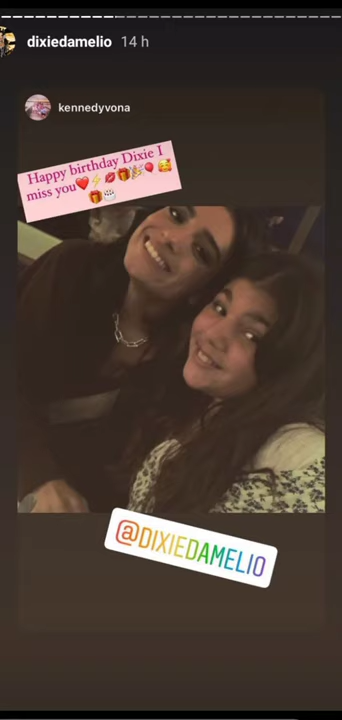 dixiedamelio 14 h
kennedyvona
Happy birthday Dixie I
miss you❤️⚡💋🎁🎉🎈🥰
🎁🎂
@DIXIEDAMELIO